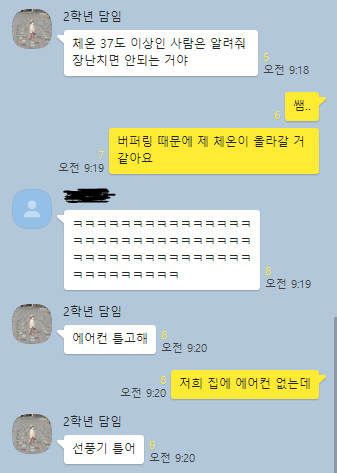 2학년 담임
체온 37도 이상인 사람은 알려줘
장난치면 안되는 거야
5
오전 9:18
쌤..
6
버퍼링 때문에 제 체온이 올라갈 거
같아요
7
오전 9:19
ㅋㅋㅋㅋㅋㅋㅋㅋㅋㅋㅋㅋㅋㅋㅋ
ㅋㅋㅋㅋㅋㅋㅋㅋㅋㅋㅋㅋㅋㅋㅋ
ㅋㅋㅋㅋㅋㅋㅋㅋㅋㅋㅋㅋㅋㅋㅋ
ㅋㅋㅋㅋㅋㅋㅋㅋㅋ
8
오전 9:19
2학년 담임
에어컨 틀고해
8
오전 9:20
저희 집에 에어컨 없는데
8
오전 9:20
2학년 담임
선풍기 틀어
9
오전 9:20